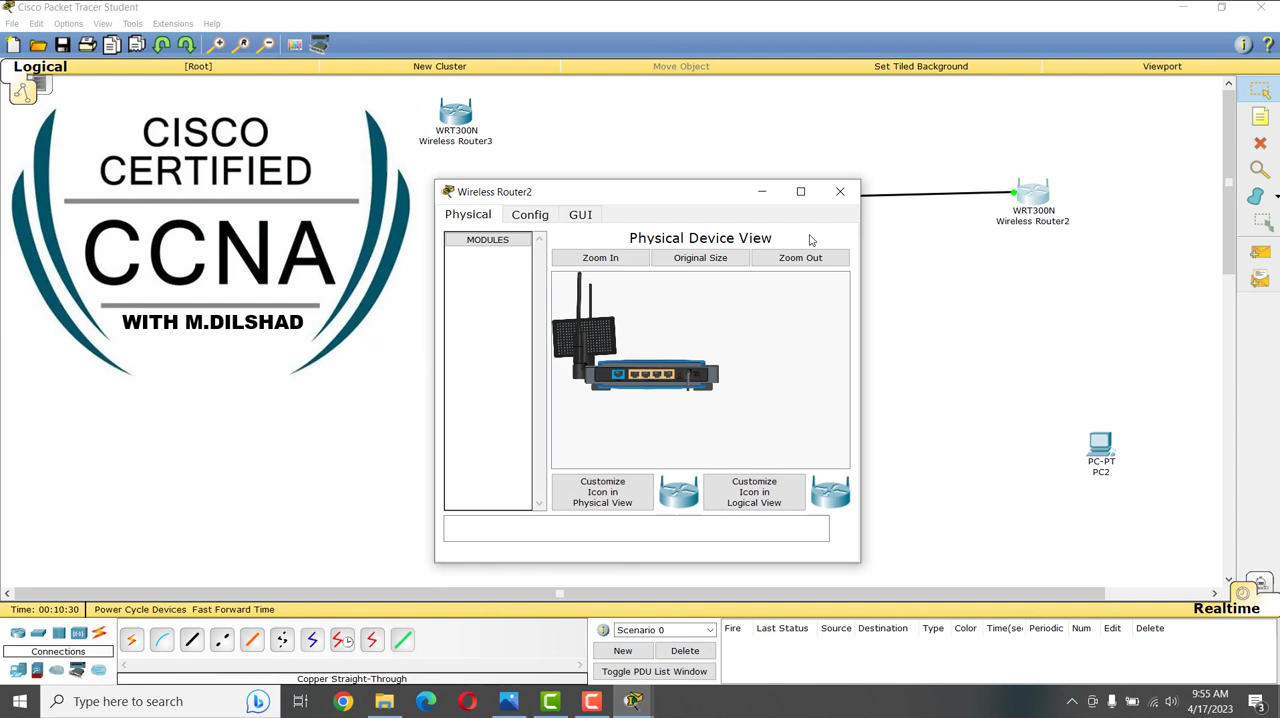 Cisco Packet Tracer Student
File Edit Options View Tools Extensions Help
Logical [Root] New Cluster Move Object Set Tiled Background Viewport
CISCO
CERTIFIED
CCNA
WITH M.DILSHAD
WRT300N
Wireless Router3
WRT300N
Wireless Router2
PC-PT
PC2
Wireless Router2
Physical Config GUI
MODULES
Physical Device View
Zoom In Original Size Zoom Out
Customize
Icon in
Physical View
Customize
Icon in
Logical View
Time: 00:10:30 Power Cycle Devices Fast Forward Time
Realtime
Connections
Copper Straight-Through
Scenario 0
New Delete
Toggle PDU List Window
Fire Last Status Source Destination Type Color Time(sec Periodic Num Edit Delete
Type here to search
9:55 AM
4/17/2023
3